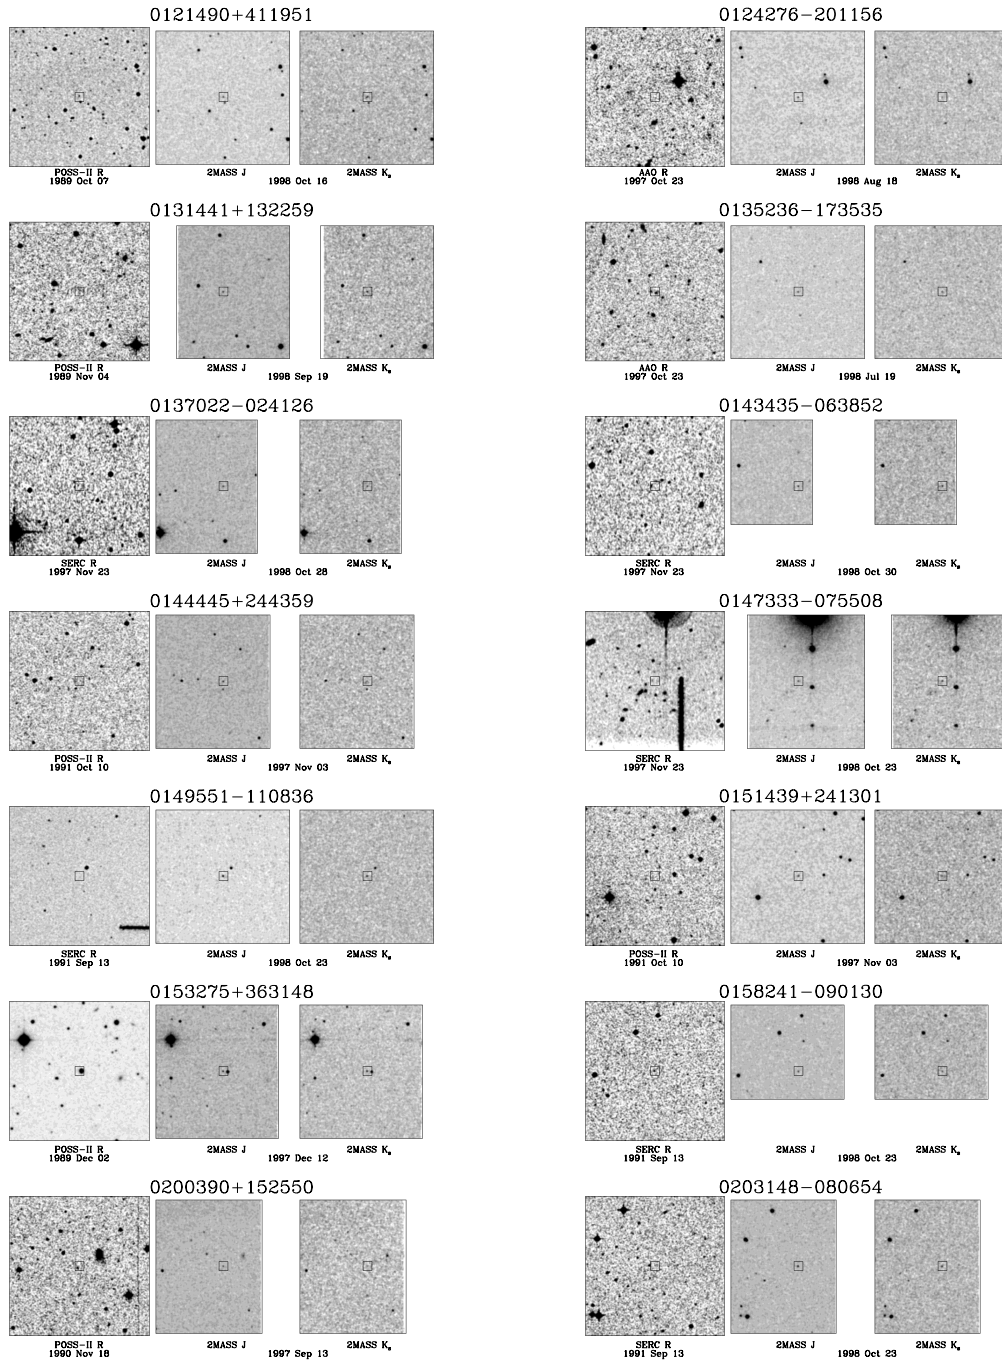 0121490+411951
POSS-II R
1989 Oct 07
2MASS J
1998 Oct 16
2MASS Ks
0124276-201156
AAO R
1997 Oct 23
2MASS J
1998 Aug 18
2MASS Ks
0131441+132259
POSS-II R
1989 Nov 04
2MASS J
1998 Sep 19
2MASS Ks
0135236-173535
AAO R
1997 Oct 23
2MASS J
1998 Jul 19
2MASS Ks
0137022-024126
SERC R
1997 Nov 23
2MASS J
1998 Oct 28
2MASS Ks
0143435-063852
SERC R
1997 Nov 23
2MASS J
1998 Oct 30
2MASS Ks
0144445+244359
POSS-II R
1991 Oct 10
2MASS J
1997 Nov 03
2MASS Ks
0147333-075508
SERC R
1997 Nov 23
2MASS J
1998 Oct 23
2MASS Ks
0149551-110836
SERC R
1991 Sep 13
2MASS J
1998 Oct 23
2MASS Ks
0151439+241301
POSS-II R
1991 Oct 10
2MASS J
1997 Nov 03
2MASS Ks
0153275+363148
POSS-II R
1989 Dec 02
2MASS J
1997 Dec 12
2MASS Ks
0158241-090130
SERC R
1991 Sep 13
2MASS J
1998 Oct 23
2MASS Ks
0200390+152550
POSS-II R
1990 Nov 18
2MASS J
1997 Sep 13
2MASS Ks
0203148-080654
SERC R
1991 Sep 13
2MASS J
1998 Oct 23
2MASS Ks